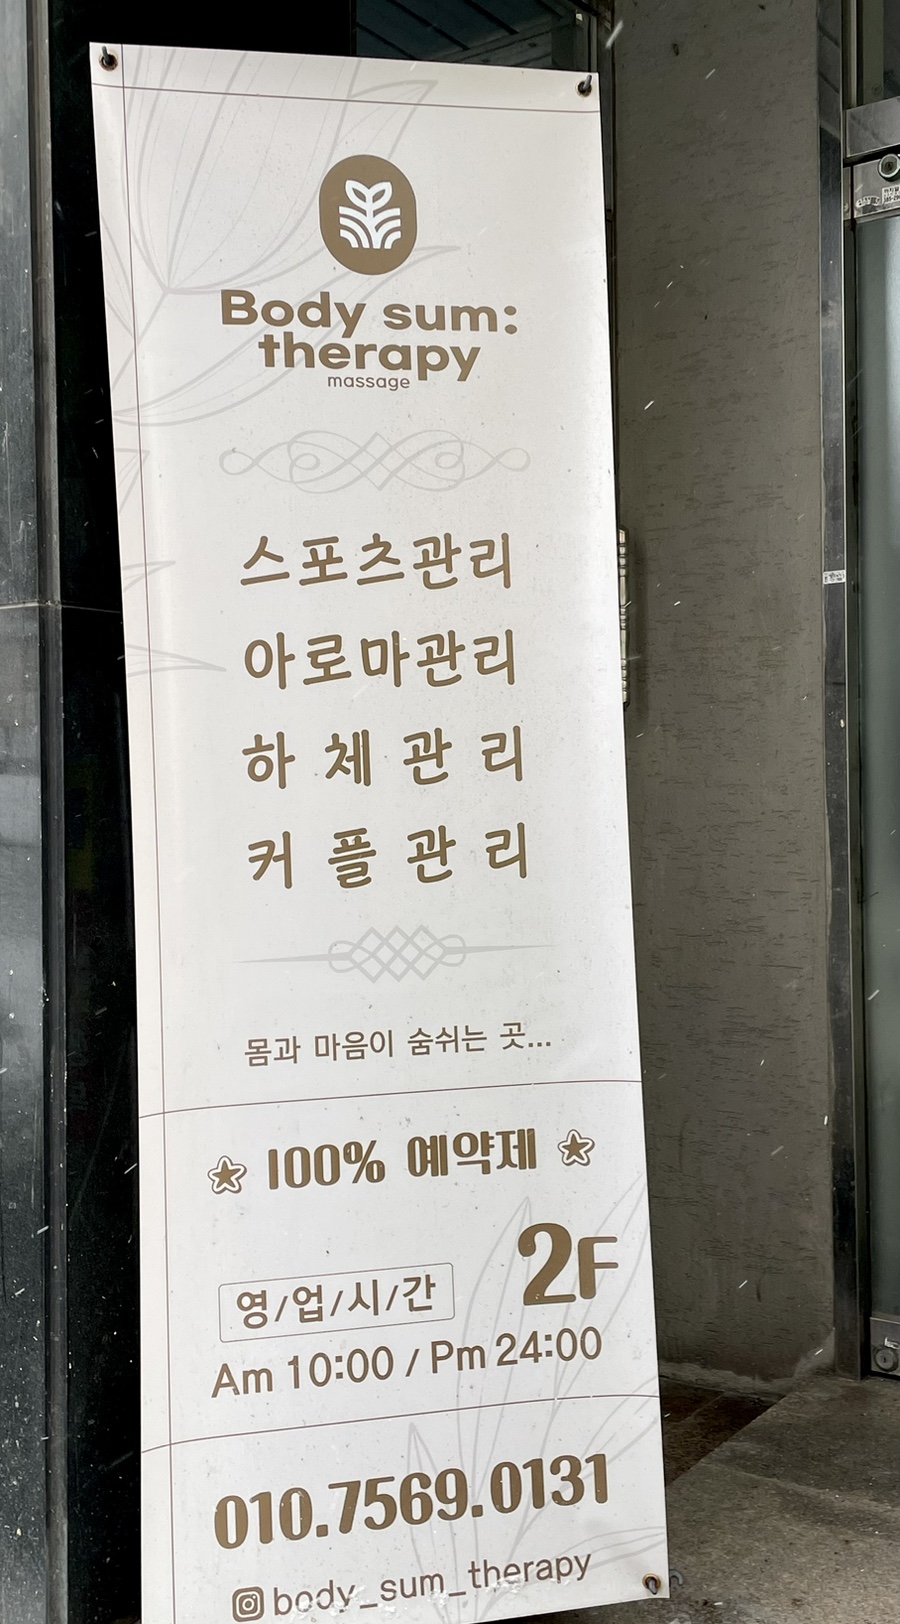 Body sum:
therapy
massage
스포츠관리
아로마관리
하 체 관 리
커 플 관 리
몸과 마음이 숨쉬는 곳...
100% 예약제
2F
영/업/시/간
Am 10:00 / Pm 24:00
010.7569.0131
body_sum_therapy